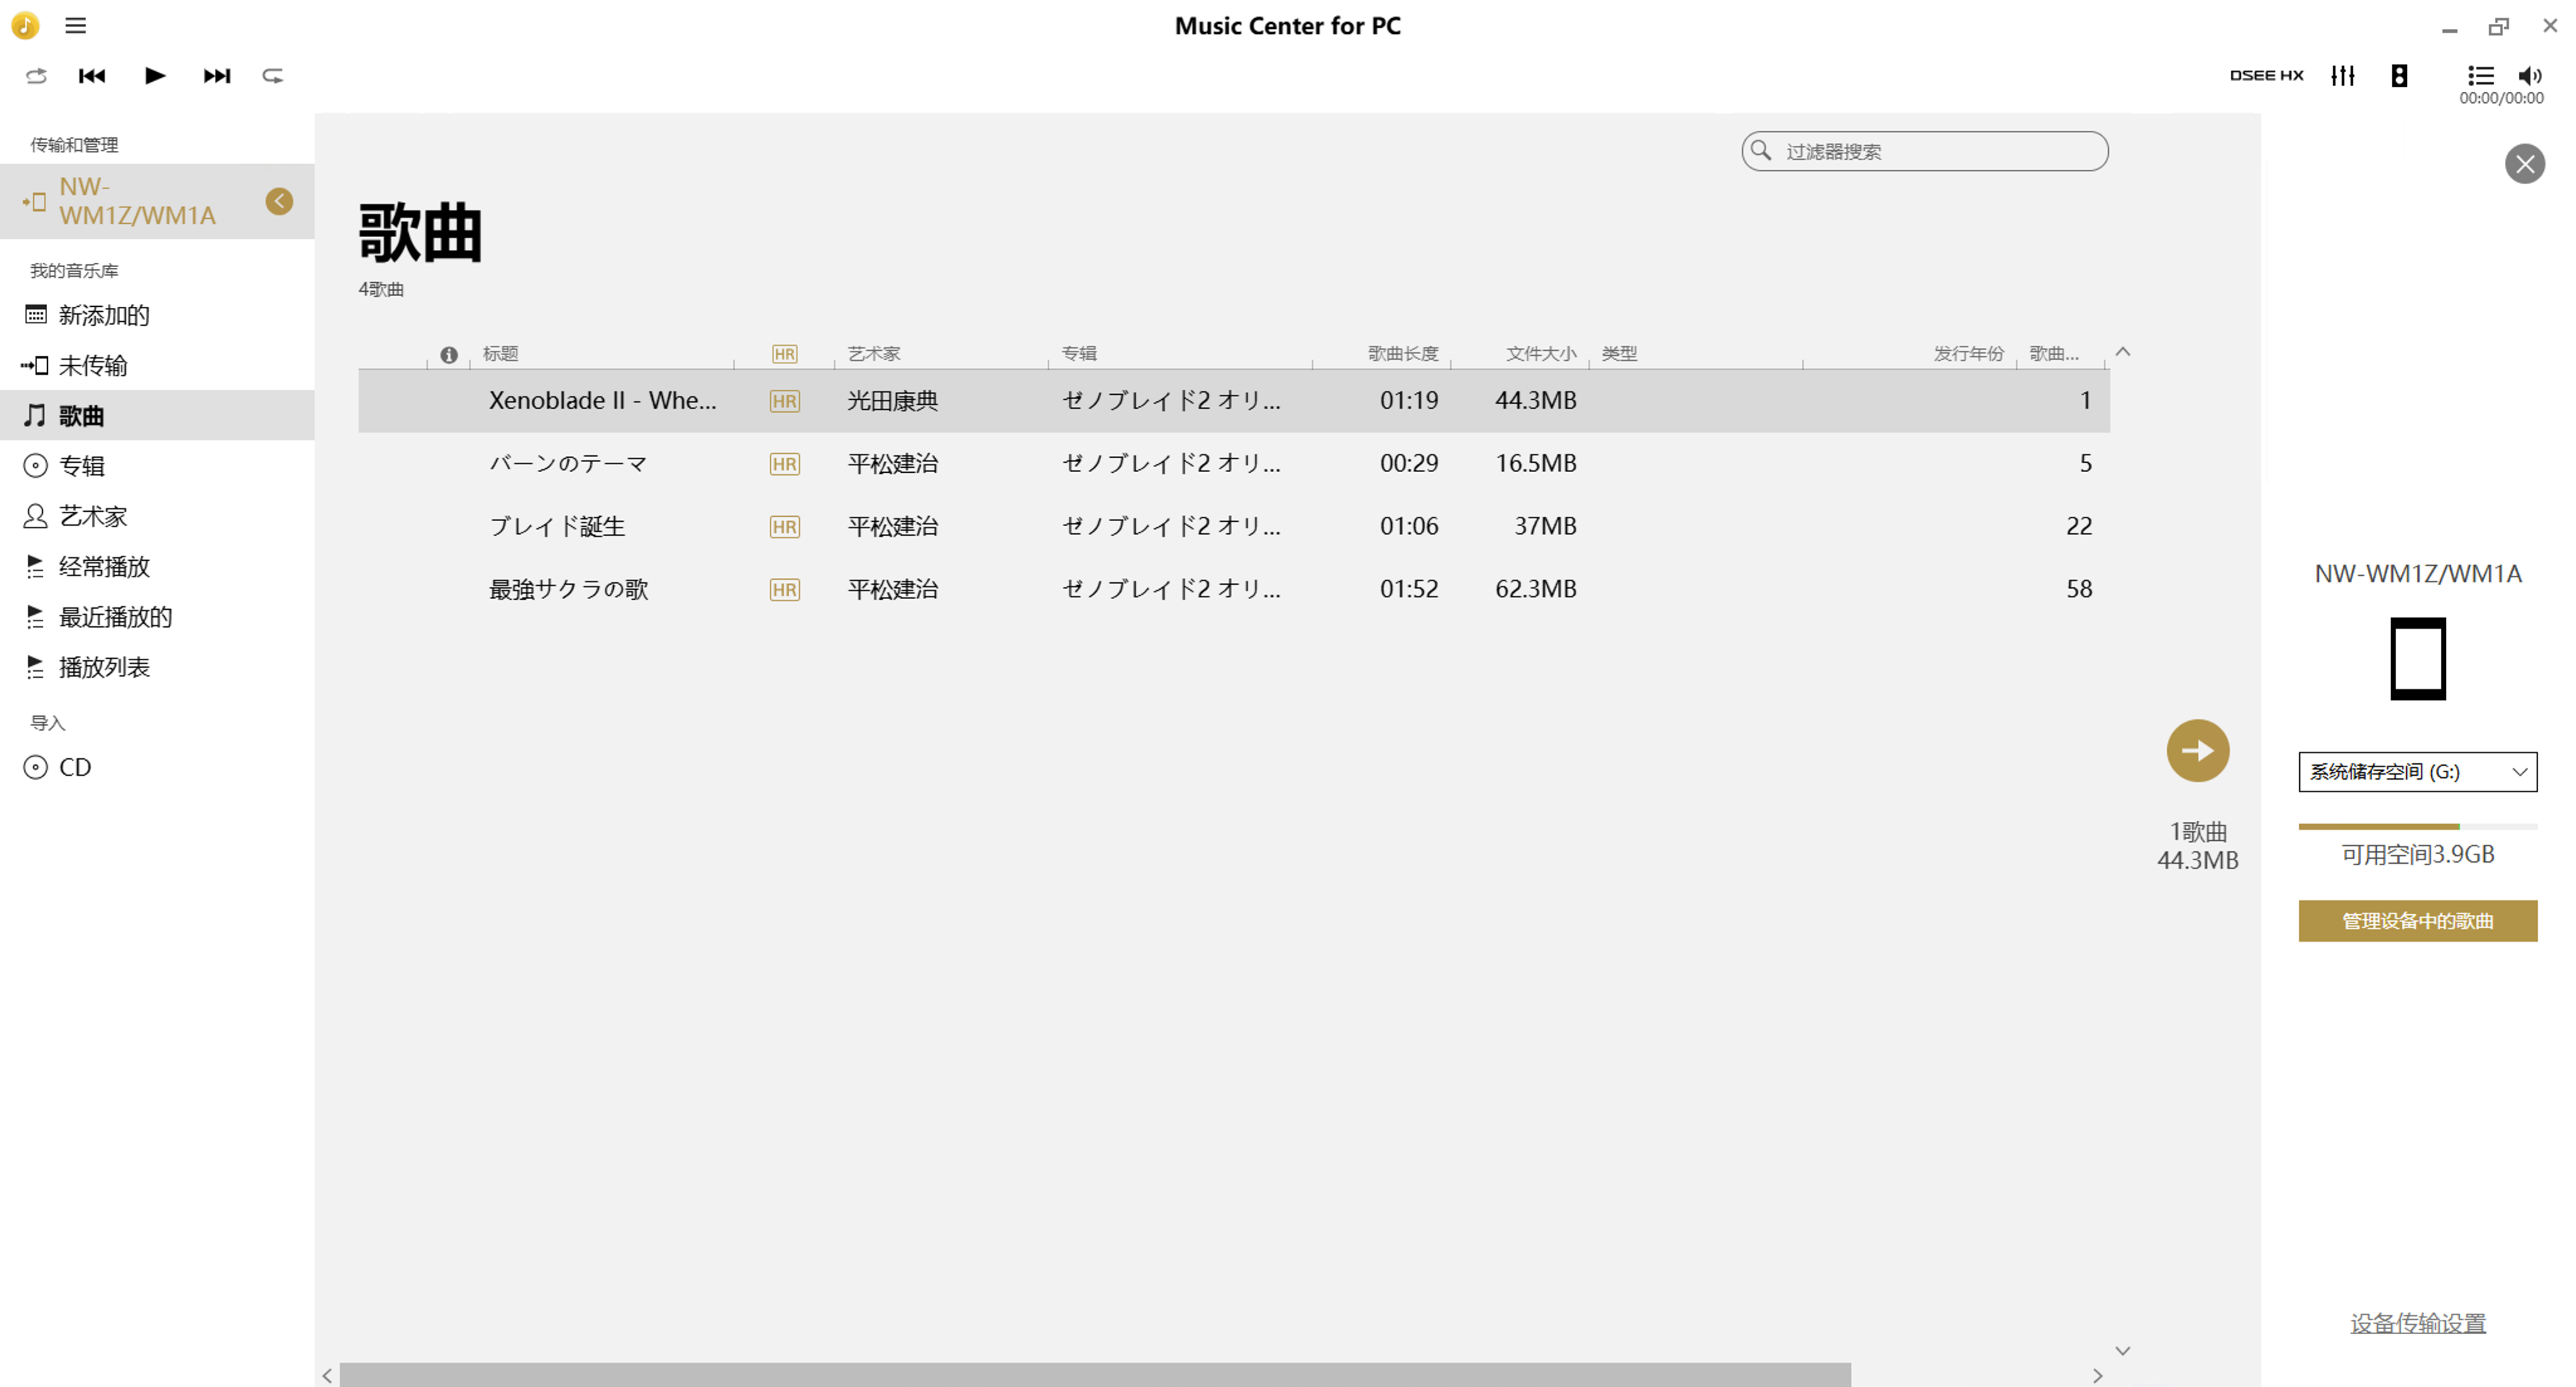 Music Center for PC
DSEE HX
00:00/00:00
传输和管理
NW-
WM1Z/WM1A
我的音乐库
新添加的
未传输
歌曲
专辑
艺术家
经常播放
最近播放的
播放列表
导入
CD
过滤器搜索
歌曲
4歌曲
标题 HR 艺术家 专辑 歌曲长度 文件大小 类型 发行年份 歌曲...
Xenoblade II - Whe... HR 光田康典 ゼノブレイド2 オリ... 01:19 44.3MB 1
バーンのテーマ HR 平松建治 ゼノブレイド2 オリ... 00:29 16.5MB 5
ブレイド誕生 HR 平松建治 ゼノブレイド2 オリ... 01:06 37MB 22
最強サクラの歌 HR 平松建治 ゼノブレイド2 オリ... 01:52 62.3MB 58
1歌曲
44.3MB
NW-WM1Z/WM1A
系统储存空间 (G:)
可用空间3.9GB
管理设备中的歌曲
设备传输设置